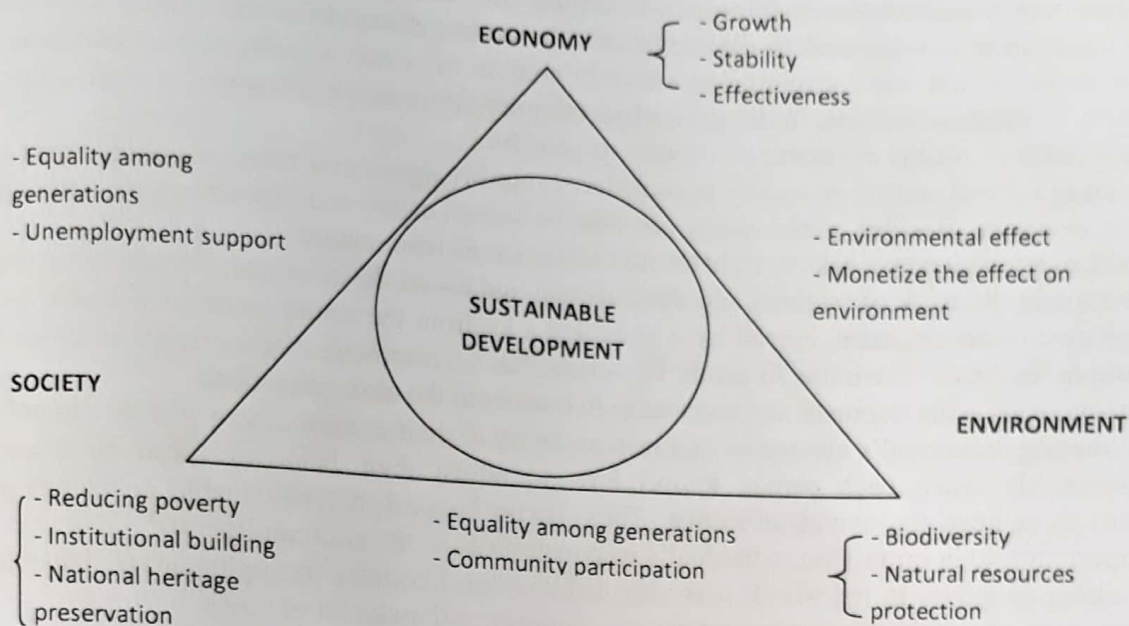 ECONOMY
- Growth
- Stability
- Effectiveness
- Equality among
generations
- Unemployment support
- Environmental effect
- Monetize the effect on
environment
SUSTAINABLE
DEVELOPMENT
SOCIETY
ENVIRONMENT
- Reducing poverty
- Institutional building
- National heritage
preservation
- Equality among generations
- Community participation
- Biodiversity
- Natural resources
protection